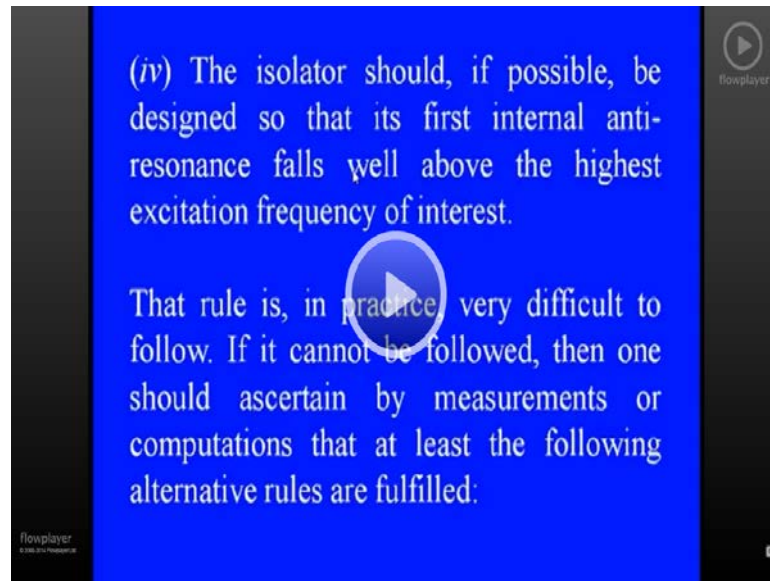 (iv) The isolator should, if possible, be
designed so that its first internal anti-
resonance falls well above the highest
excitation frequency of interest.
That rule is, in practice, very difficult to
follow. If it cannot be followed, then one
should ascertain by measurements or
computations that at least the following
alternative rules are fulfilled:
flowplayer
flowplayer